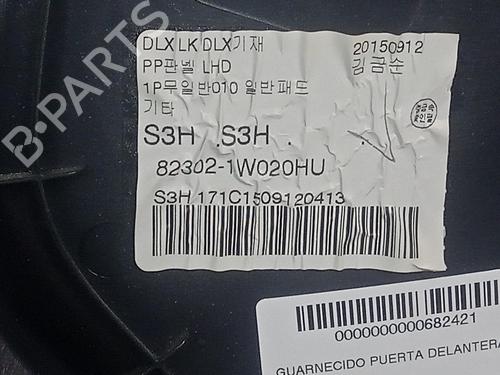 B-PARTS
DLX LK DLX기재 20150912
PP판넬 LHD 김금순
1P무일반010 일반패드
기타
S3H .S3H .
82302-1W020HU
S3H 171C1509120413
0000000000682421
GUARNECIDO PUERTA DELANTERA